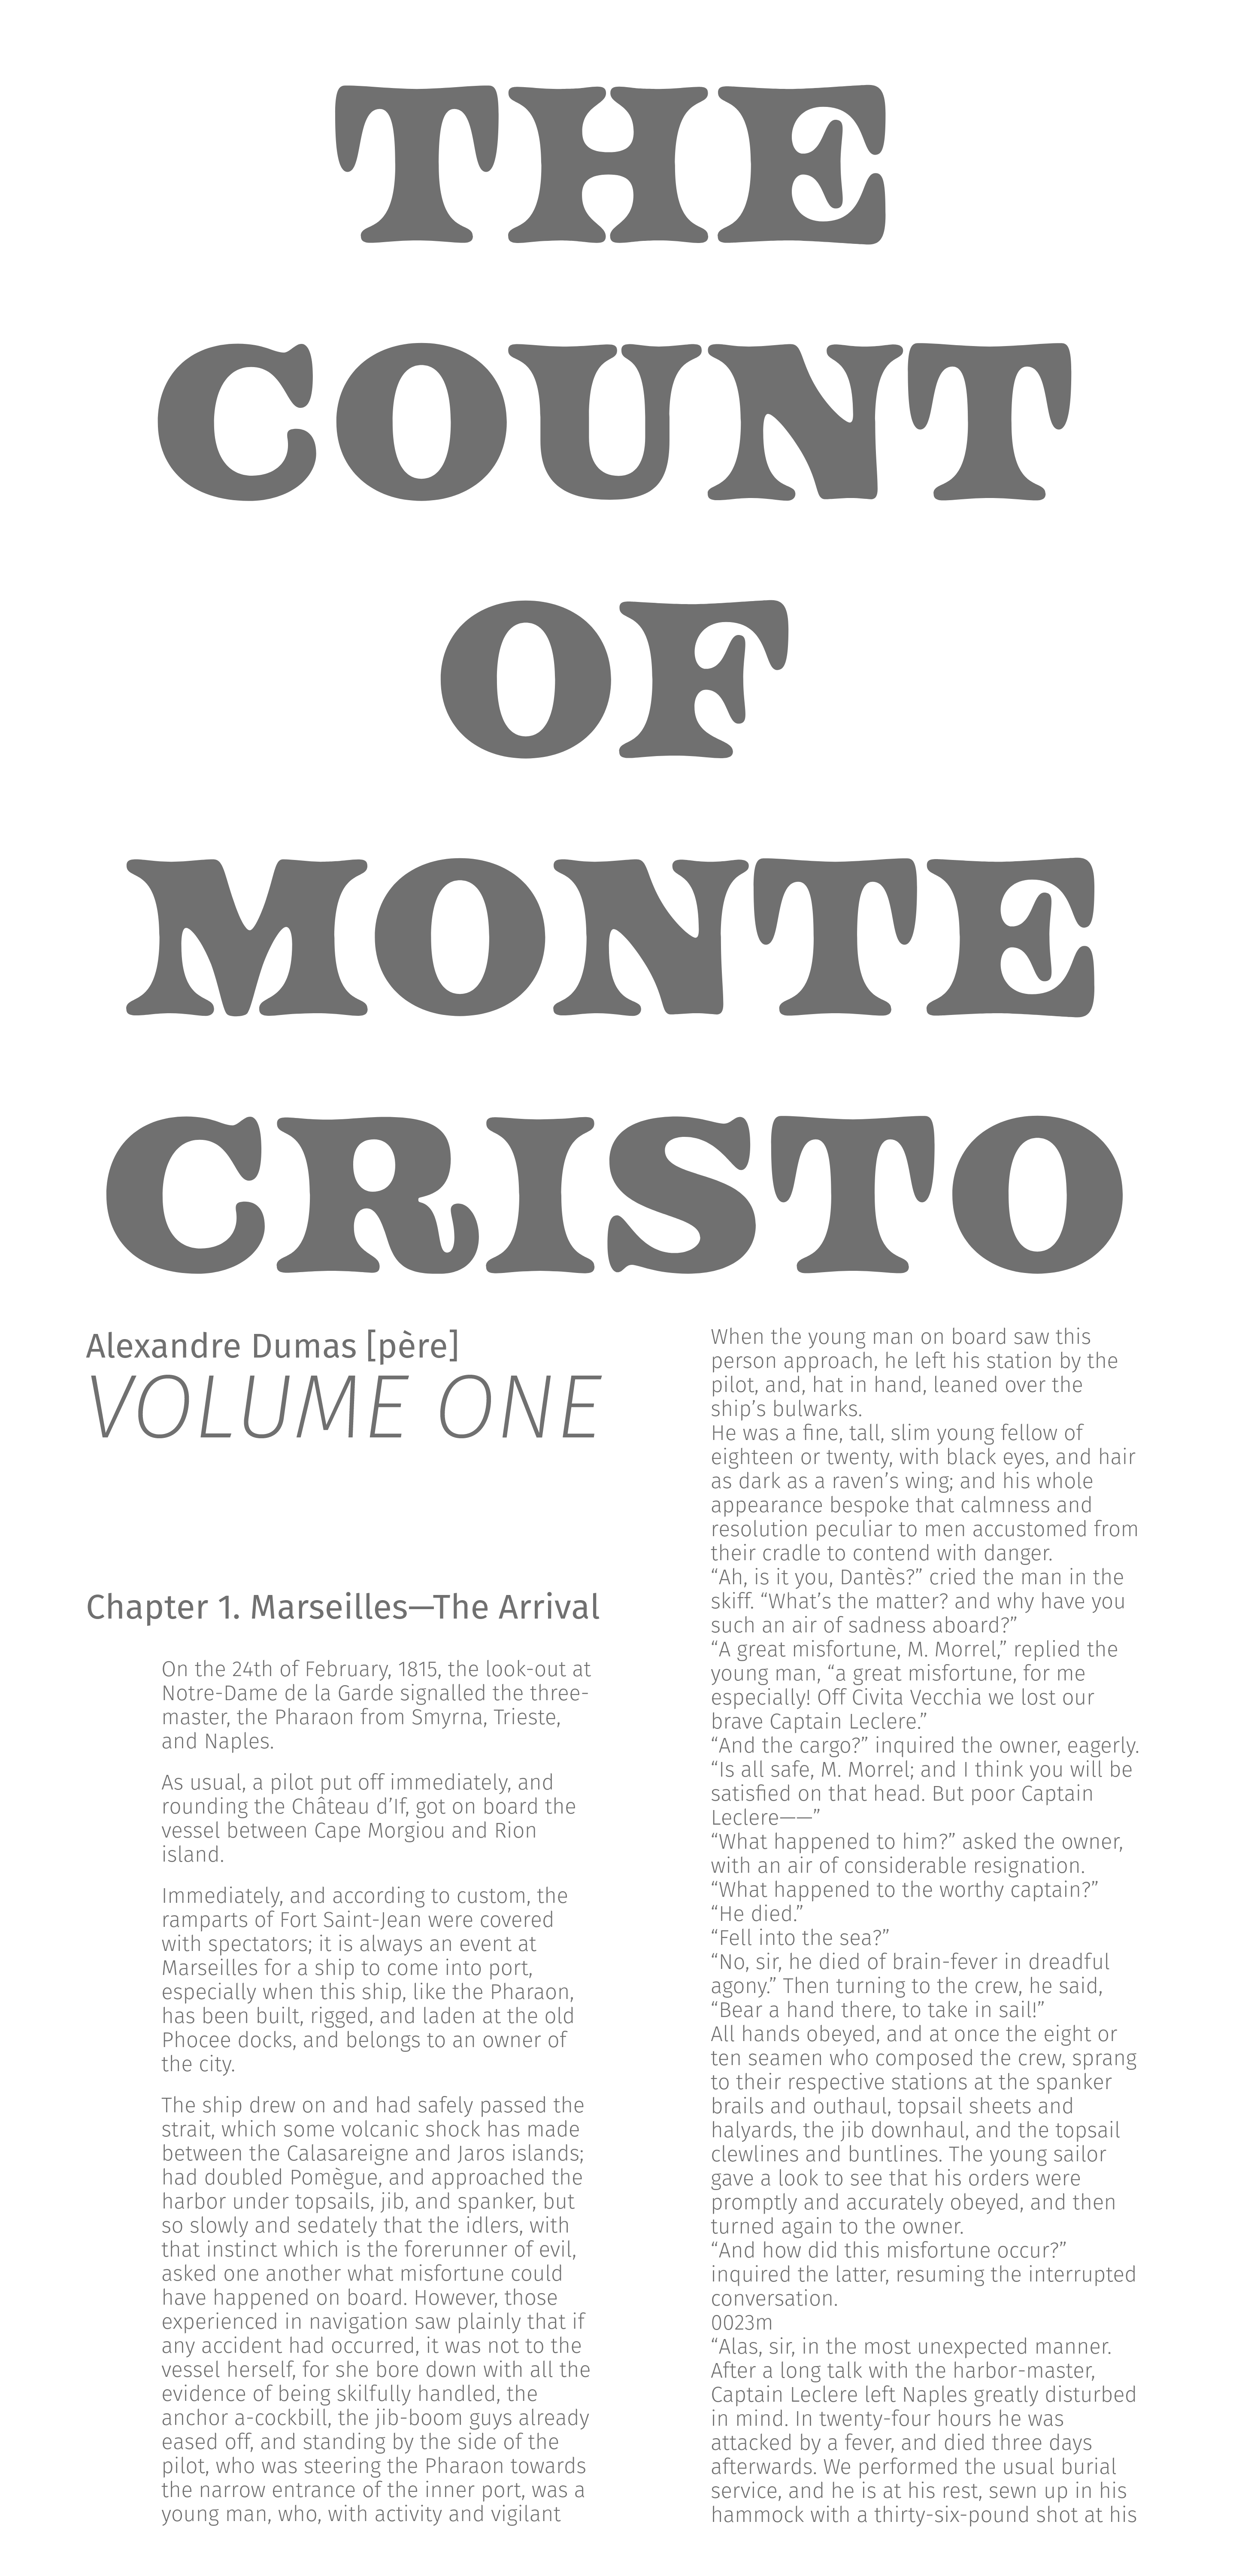 THE
COUNT
OF
MONTE
CRISTO
Alexandre Dumas [père]
VOLUME ONE
Chapter 1. Marseilles—The Arrival
On the 24th of February, 1815, the look-out at
Notre-Dame de la Garde signalled the three-
master, the Pharaon from Smyrna, Trieste,
and Naples.
As usual, a pilot put off immediately, and
rounding the Château d’If, got on board the
vessel between Cape Morgiou and Rion
island.
Immediately, and according to custom, the
ramparts of Fort Saint-Jean were covered
with spectators; it is always an event at
Marseilles for a ship to come into port,
especially when this ship, like the Pharaon,
has been built, rigged, and laden at the old
Phocee docks, and belongs to an owner of
the city.
The ship drew on and had safely passed the
strait, which some volcanic shock has made
between the Calasareigne and Jaros islands;
had doubled Pomègue, and approached the
harbor under topsails, jib, and spanker, but
so slowly and sedately that the idlers, with
that instinct which is the forerunner of evil,
asked one another what misfortune could
have happened on board. However, those
experienced in navigation saw plainly that if
any accident had occurred, it was not to the
vessel herself, for she bore down with all the
evidence of being skilfully handled, the
anchor a-cockbill, the jib-boom guys already
eased off, and standing by the side of the
pilot, who was steering the Pharaon towards
the narrow entrance of the inner port, was a
young man, who, with activity and vigilant
When the young man on board saw this
person approach, he left his station by the
pilot, and, hat in hand, leaned over the
ship’s bulwarks.
He was a fine, tall, slim young fellow of
eighteen or twenty, with black eyes, and hair
as dark as a raven’s wing; and his whole
appearance bespoke that calmness and
resolution peculiar to men accustomed from
their cradle to contend with danger.
“Ah, is it you, Dantès?” cried the man in the
skiff. “What’s the matter? and why have you
such an air of sadness aboard?”
“A great misfortune, M. Morrel,” replied the
young man, “a great misfortune, for me
especially! Off Civita Vecchia we lost our
brave Captain Leclere.”
“And the cargo?” inquired the owner, eagerly.
“Is all safe, M. Morrel; and I think you will be
satisfied on that head. But poor Captain
Leclere——”
“What happened to him?” asked the owner,
with an air of considerable resignation.
“What happened to the worthy captain?”
“He died.”
“Fell into the sea?”
“No, sir, he died of brain-fever in dreadful
agony.” Then turning to the crew, he said,
“Bear a hand there, to take in sail!”
All hands obeyed, and at once the eight or
ten seamen who composed the crew, sprang
to their respective stations at the spanker
brails and outhaul, topsail sheets and
halyards, the jib downhaul, and the topsail
clewlines and buntlines. The young sailor
gave a look to see that his orders were
promptly and accurately obeyed, and then
turned again to the owner.
“And how did this misfortune occur?”
inquired the latter, resuming the interrupted
conversation.
0023m
“Alas, sir, in the most unexpected manner.
After a long talk with the harbor-master,
Captain Leclere left Naples greatly disturbed
in mind. In twenty-four hours he was
attacked by a fever, and died three days
afterwards. We performed the usual burial
service, and he is at his rest, sewn up in his
hammock with a thirty-six-pound shot at his